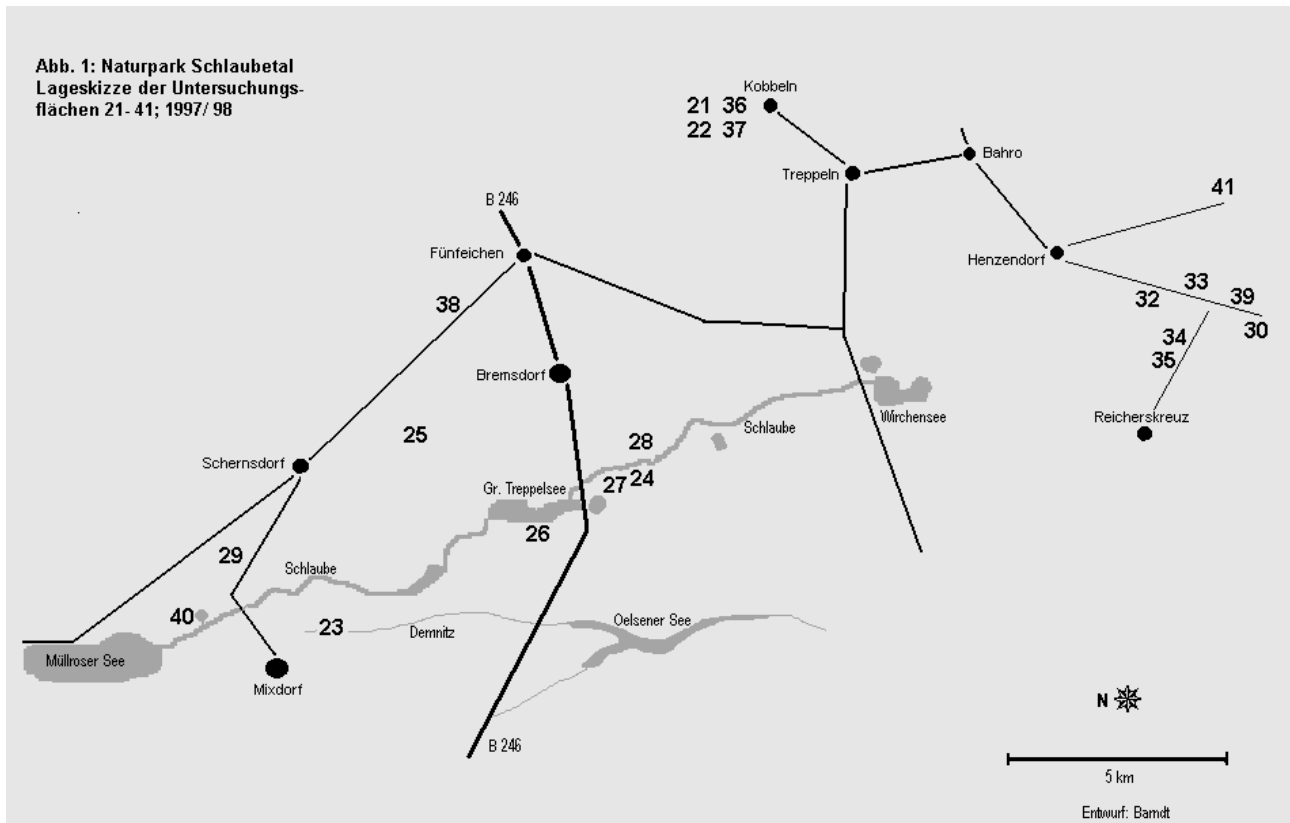 Abb. 1: Naturpark Schlaubetal
Lageskizze der Untersuchungs-
flächen 21- 41; 1997/ 98
Kobbeln
21 36
22 37
Treppeln
Bahro
41
B 246
Fünfeichen
Henzendorf
33
39
32
30
38
34
35
Bremsdorf
Wirchensee
Reicherskreuz
25
28
Schlaube
Schernsdorf
Gr. Treppelsee
27
24
26
29
Schlaube
40
23
Demnitz
Oelsener See
Müllroser See
Mixdorf
N
B 246
5 km
Entwurf: Barndt